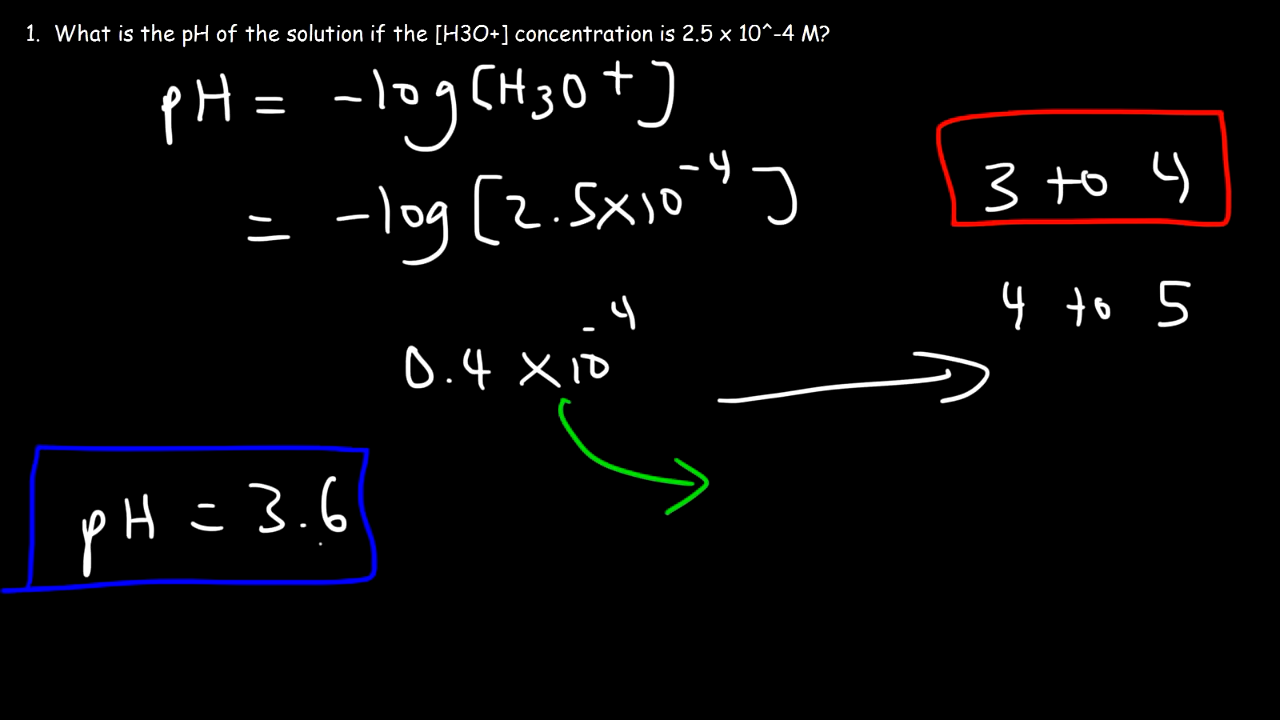 1. What is the pH of the solution if the [H3O+] concentration is 2.5 x 10^-4 M?
pH = -log[H3O+]
= -log[2.5x10^-4]
3 to 4
4 to 5
0.4 x10^-4
pH = 3.6